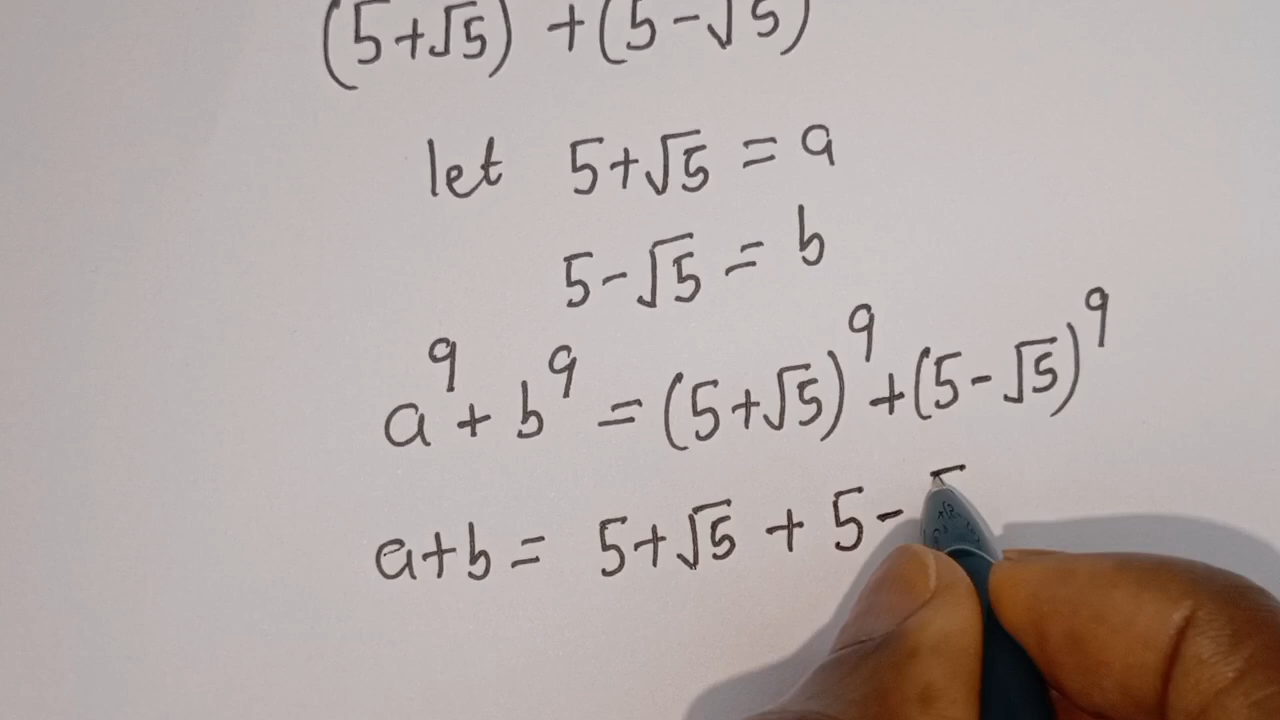 (5+√5) + (5-√5)
let 5+√5 = a
5-√5 = b
a⁹ + b⁹ = (5+√5)⁹ + (5-√5)⁹
a+b = 5+√5 + 5-